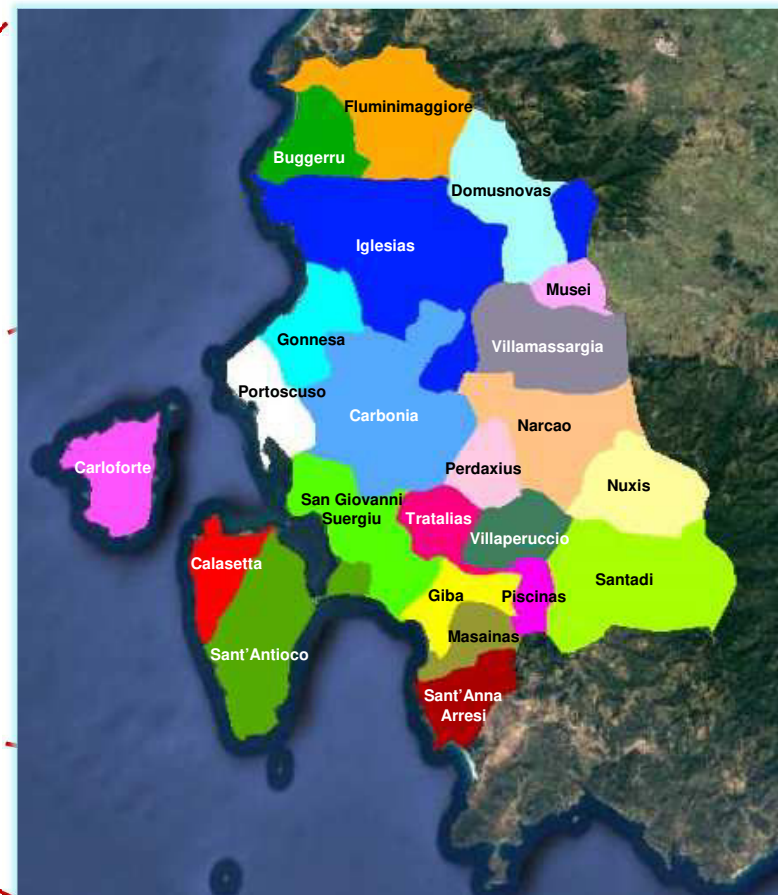 Fluminimaggiore
Buggerru
Domusnovas
Iglesias
Musei
Gonnesa
Villamassargia
Portoscuso
Carbonia
Narcao
Carloforte
Perdaxius
Nuxis
San Giovanni
Suergiu
Tratalias
Villaperuccio
Calasetta
Santadi
Giba
Piscinas
Masainas
Sant'Antioco
Sant'Anna
Arresi